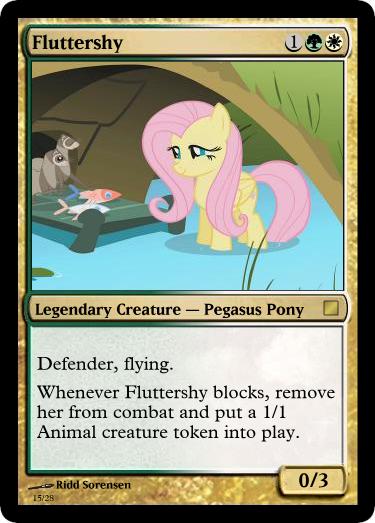 Fluttershy 1
Legendary Creature — Pegasus Pony
Defender, flying.
Whenever Fluttershy blocks, remove
her from combat and put a 1/1
Animal creature token into play.
0/3
Ridd Sorensen
15/28